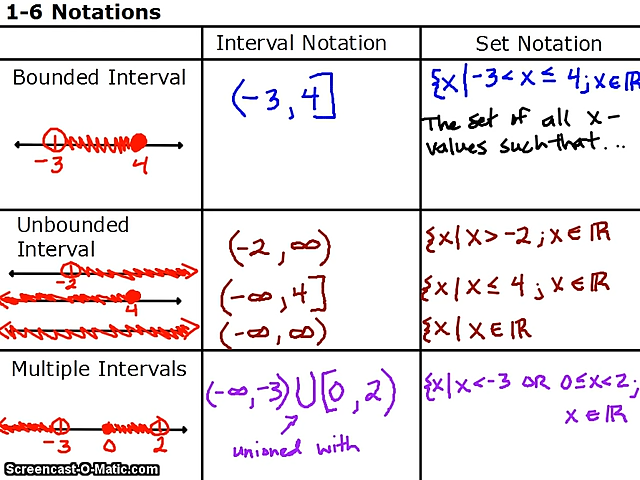 1-6 Notations
Interval Notation
Set Notation
Bounded Interval
-3
4
(-3, 4]
{x|-3<x≤4; x∈ℝ
The set of all x-
values such that...
Unbounded
Interval
-2
4
(-2, ∞)
(-∞, 4]
(-∞, ∞)
{x|x>-2; x∈ℝ
{x|x≤4; x∈ℝ
{x|x∈ℝ
Multiple Intervals
-3
0
2
(-∞,-3)∪[0, 2)
unioned with
{x|x<-3 OR 0≤x<2;
x∈ℝ
Screencast-O-Matic.com